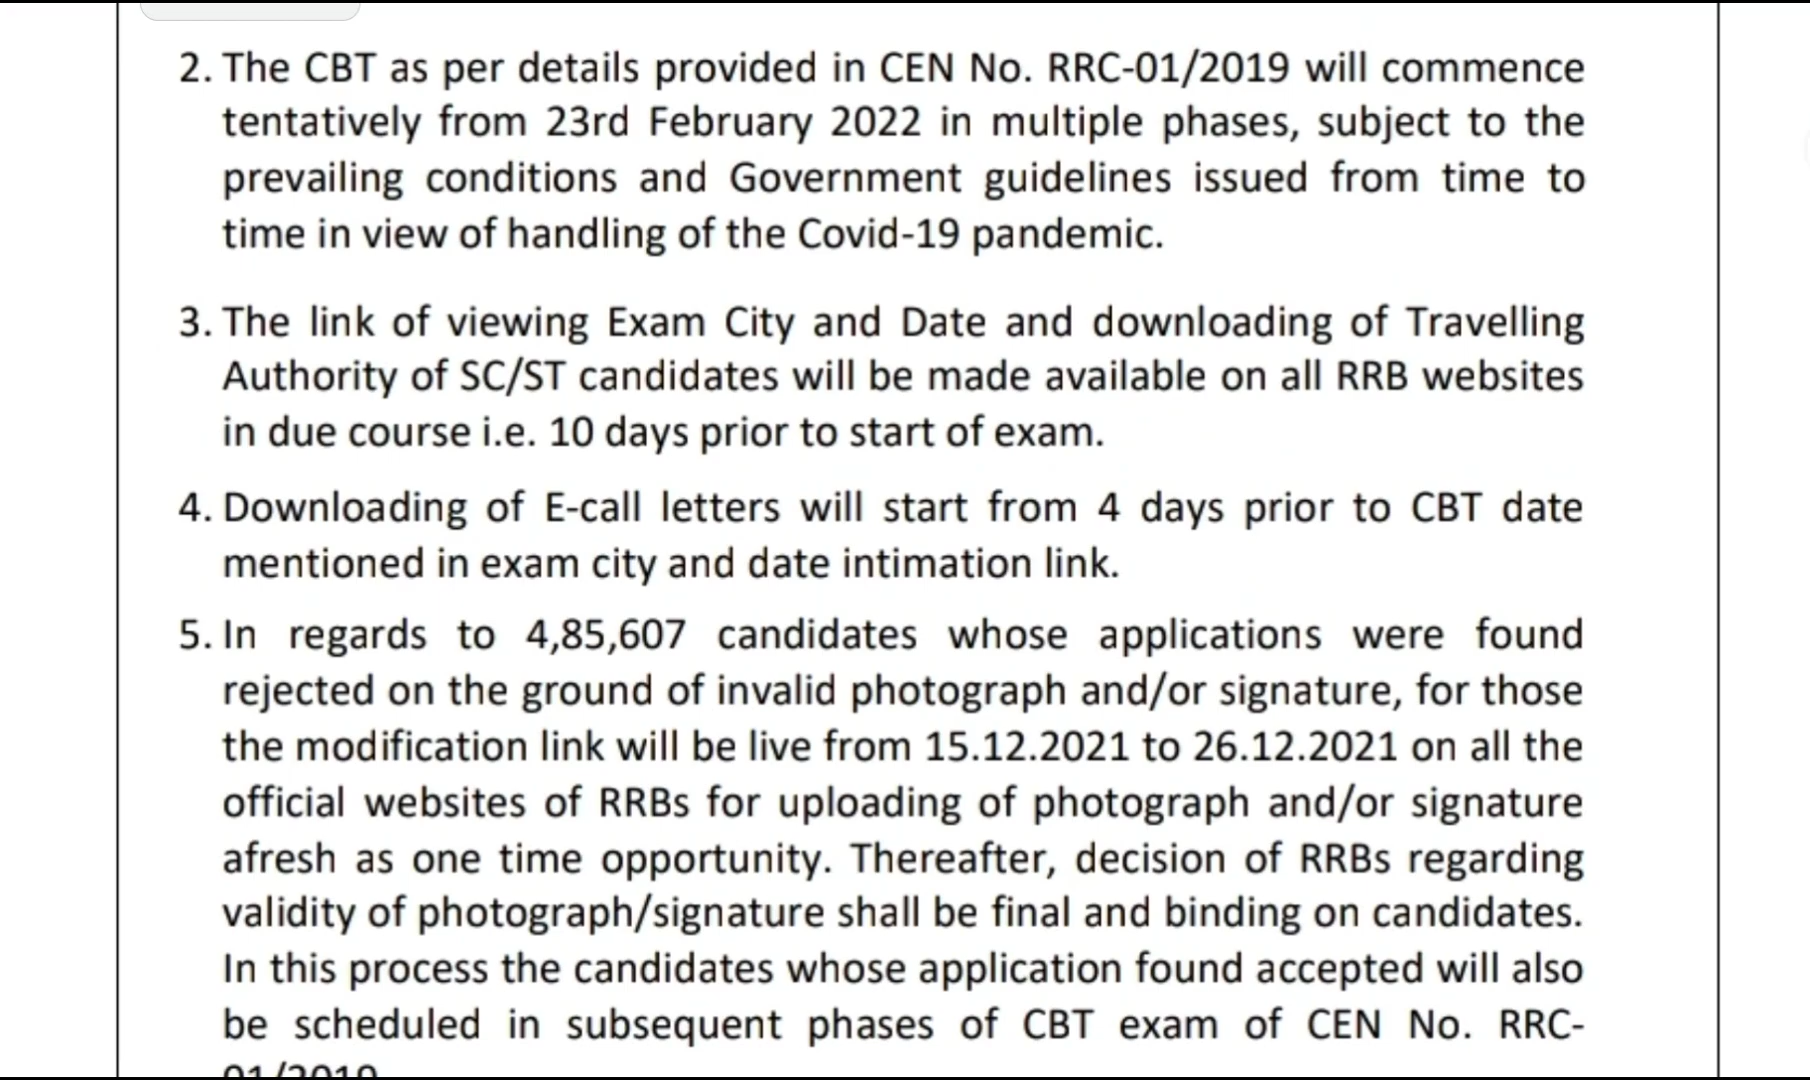 2. The CBT as per details provided in CEN No. RRC-01/2019 will commence
tentatively from 23rd February 2022 in multiple phases, subject to the
prevailing conditions and Government guidelines issued from time to
time in view of handling of the Covid-19 pandemic.
3. The link of viewing Exam City and Date and downloading of Travelling
Authority of SC/ST candidates will be made available on all RRB websites
in due course i.e. 10 days prior to start of exam.
4. Downloading of E-call letters will start from 4 days prior to CBT date
mentioned in exam city and date intimation link.
5. In regards to 4,85,607 candidates whose applications were found
rejected on the ground of invalid photograph and/or signature, for those
the modification link will be live from 15.12.2021 to 26.12.2021 on all the
official websites of RRBs for uploading of photograph and/or signature
afresh as one time opportunity. Thereafter, decision of RRBs regarding
validity of photograph/signature shall be final and binding on candidates.
In this process the candidates whose application found accepted will also
be scheduled in subsequent phases of CBT exam of CEN No. RRC-
01/2019